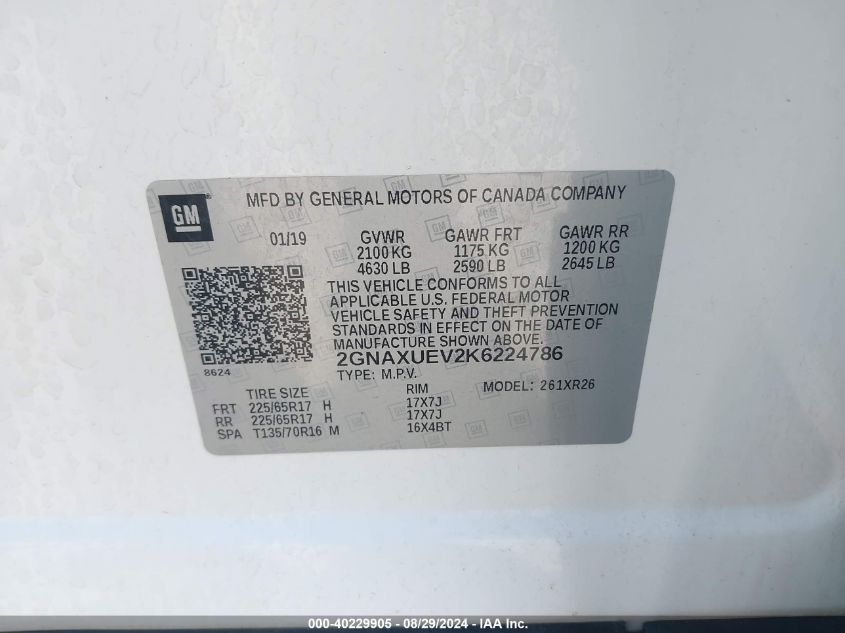 GM
MFD BY GENERAL MOTORS OF CANADA COMPANY
01/19 GVWR GAWR FRT GAWR RR
2100 KG 1175 KG 1200 KG
4630 LB 2590 LB 2645 LB
THIS VEHICLE CONFORMS TO ALL
APPLICABLE U.S. FEDERAL MOTOR
VEHICLE SAFETY AND THEFT PREVENTION
STANDARDS IN EFFECT ON THE DATE OF
MANUFACTURE SHOWN ABOVE.
8624
2GNAXUEV2K6224786
TYPE: M.P.V. MODEL: 261XR26
TIRE SIZE RIM
FRT 225/65R17 H 17X7J
RR 225/65R17 H 17X7J
SPA T135/70R16 M 16X4BT
000-40229905 - 08/29/2024 - IAA Inc.